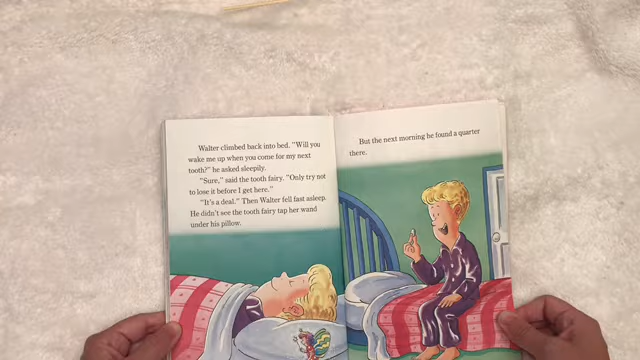 Walter climbed back into bed. "Will you
wake me up when you come for my next
tooth?" he asked sleepily.
"Sure," said the tooth fairy. "Only try not
to lose it before I get here."
"It's a deal." Then Walter fell fast asleep.
He didn't see the tooth fairy tap her wand
under his pillow.
But the next morning he found a quarter
there.